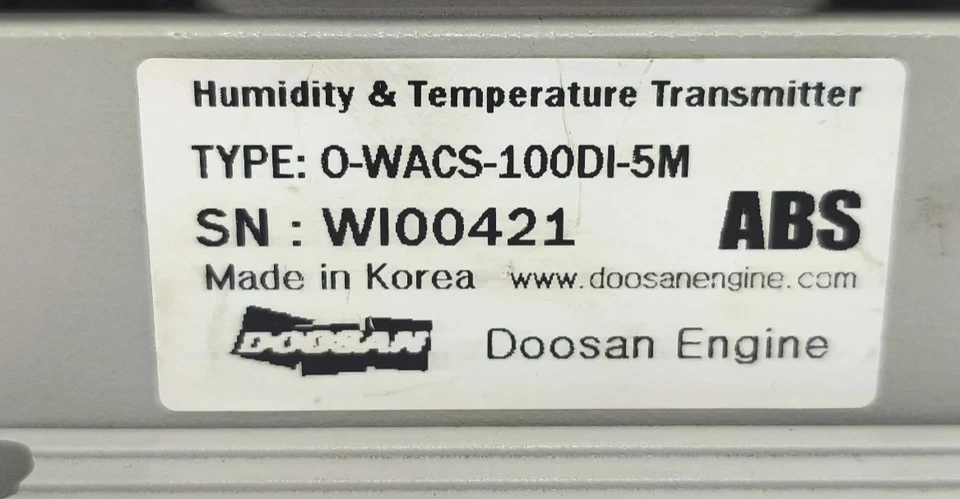 Humidity & Temperature Transmitter
TYPE: O-WACS-100DI-5M
SN : WI00421
ABS
Made in Korea www.doosanengine.com
DOOSAN Doosan Engine